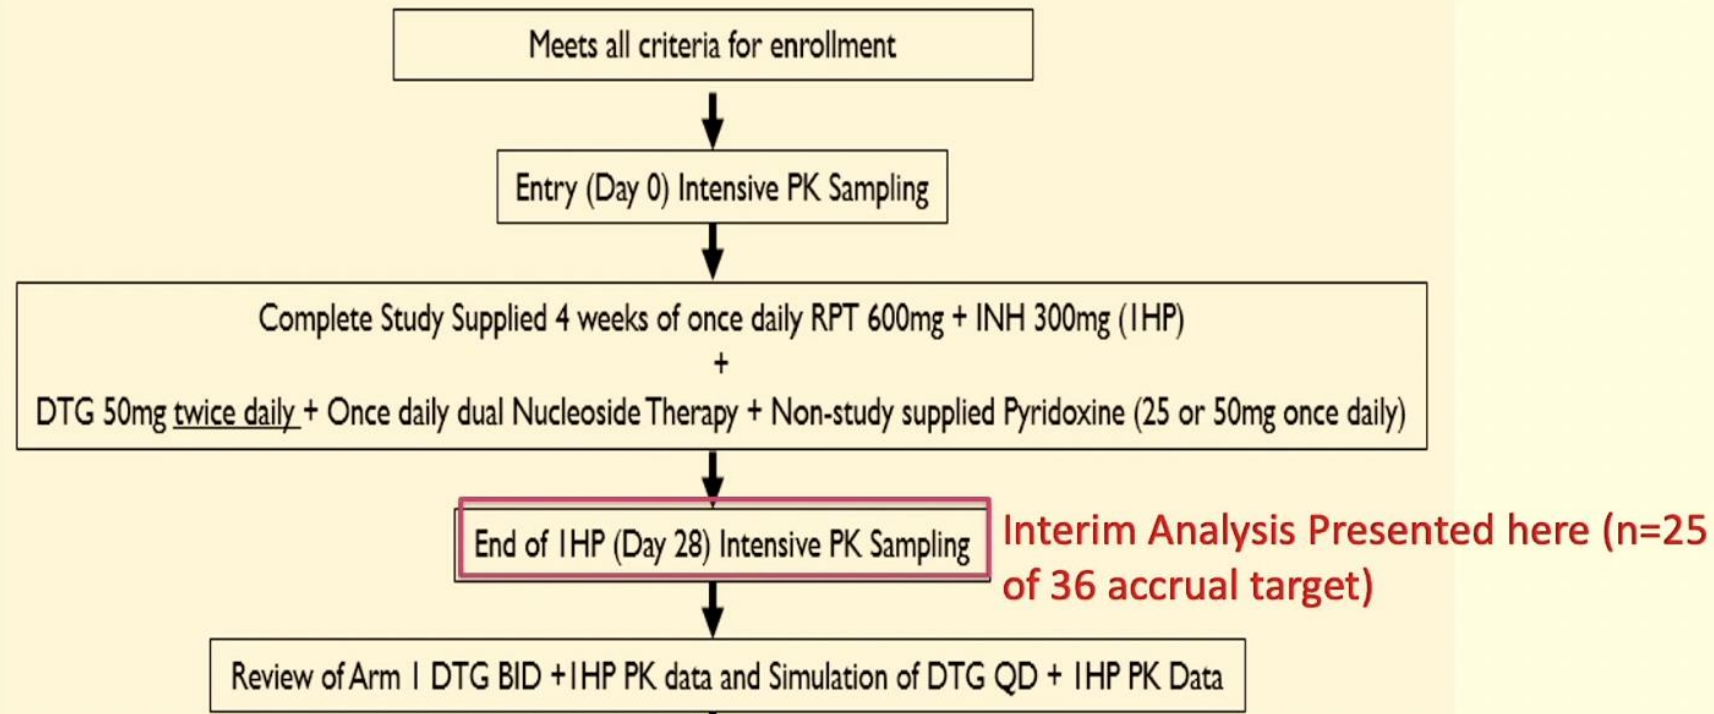 Meets all criteria for enrollment
Entry (Day 0) Intensive PK Sampling
Complete Study Supplied 4 weeks of once daily RPT 600mg + INH 300mg (1HP)
+
DTG 50mg twice daily + Once daily dual Nucleoside Therapy + Non-study supplied Pyridoxine (25 or 50mg once daily)
End of 1HP (Day 28) Intensive PK Sampling
Interim Analysis Presented here (n=25
of 36 accrual target)
Review of Arm 1 DTG BID +1HP PK data and Simulation of DTG QD + 1HP PK Data